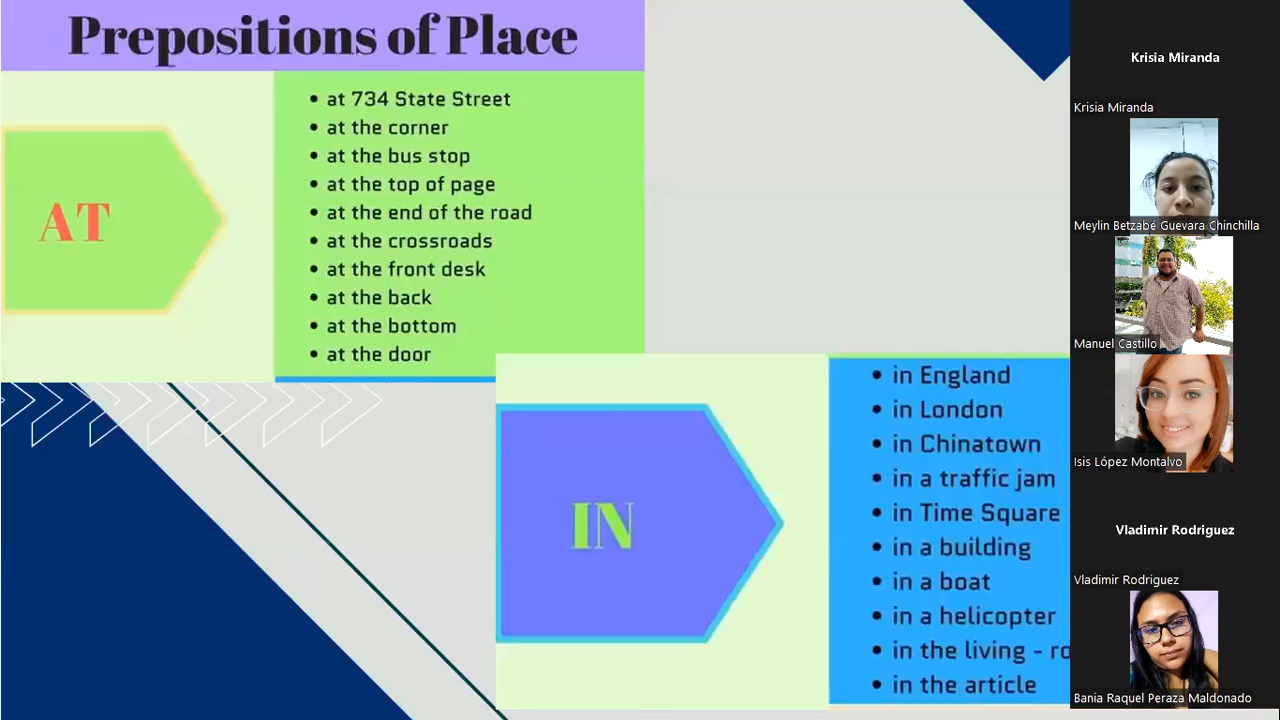 Prepositions of Place
AT
at 734 State Street
at the corner
at the bus stop
at the top of page
at the end of the road
at the crossroads
at the front desk
at the back
at the bottom
at the door
IN
in England
in London
in Chinatown
in a traffic jam
in Time Square
in a building
in a boat
in a helicopter
in the living - ro
in the article
Krisia Miranda
Krisia Miranda
Meylin Betzabé Guevara Chinchilla
Manuel Castillo
Isis López Montalvo
Vladimir Rodriguez
Vladimir Rodriguez
Bania Raquel Peraza Maldonado